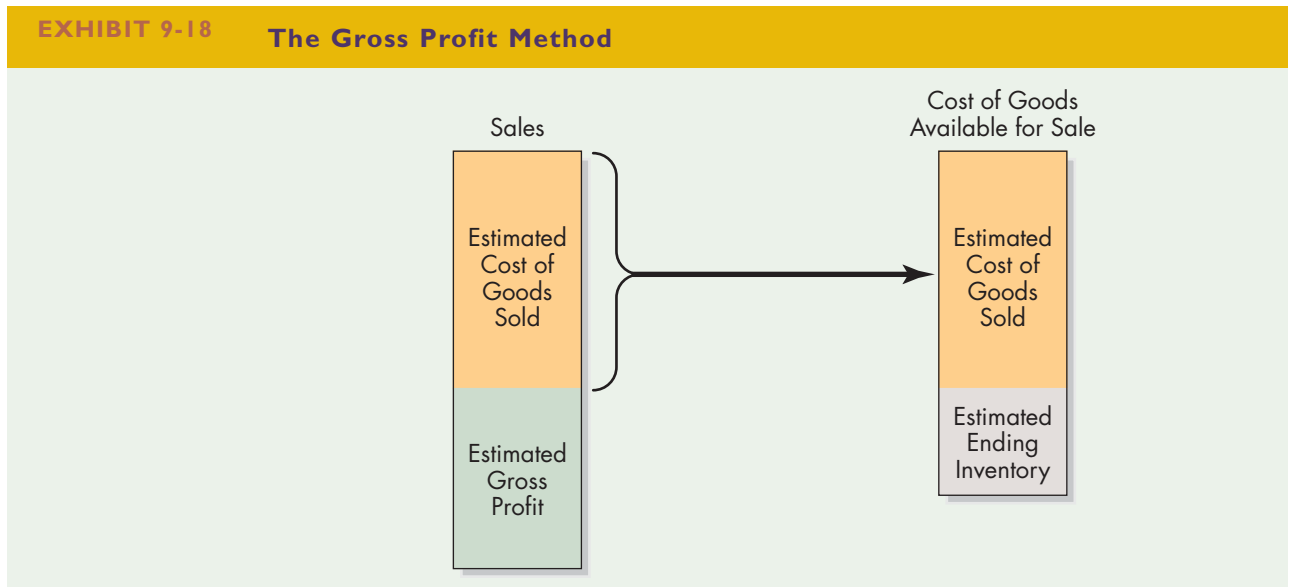 EXHIBIT 9-18 The Gross Profit Method
Sales
Estimated
Cost of
Goods
Sold
Estimated
Gross
Profit
Cost of Goods
Available for Sale
Estimated
Cost of
Goods
Sold
Estimated
Ending
Inventory